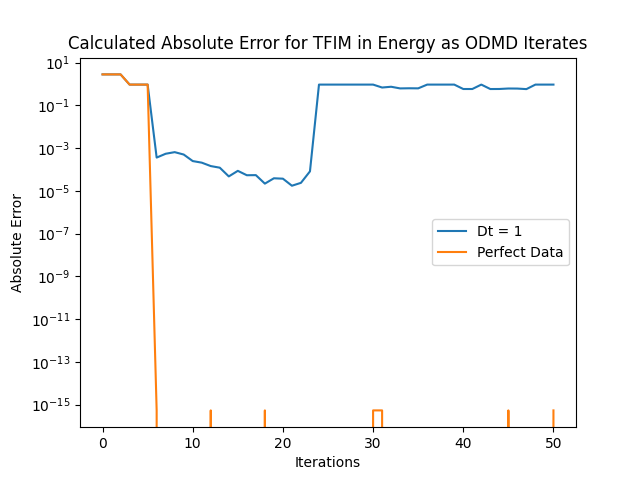 Calculated Absolute Error for TFIM in Energy as ODMD Iterates
10¹
10⁻¹
10⁻³
10⁻⁵
10⁻⁷
10⁻⁹
10⁻¹¹
10⁻¹³
10⁻¹⁵
Absolute Error
Dt = 1
Perfect Data
0 10 20 30 40 50
Iterations